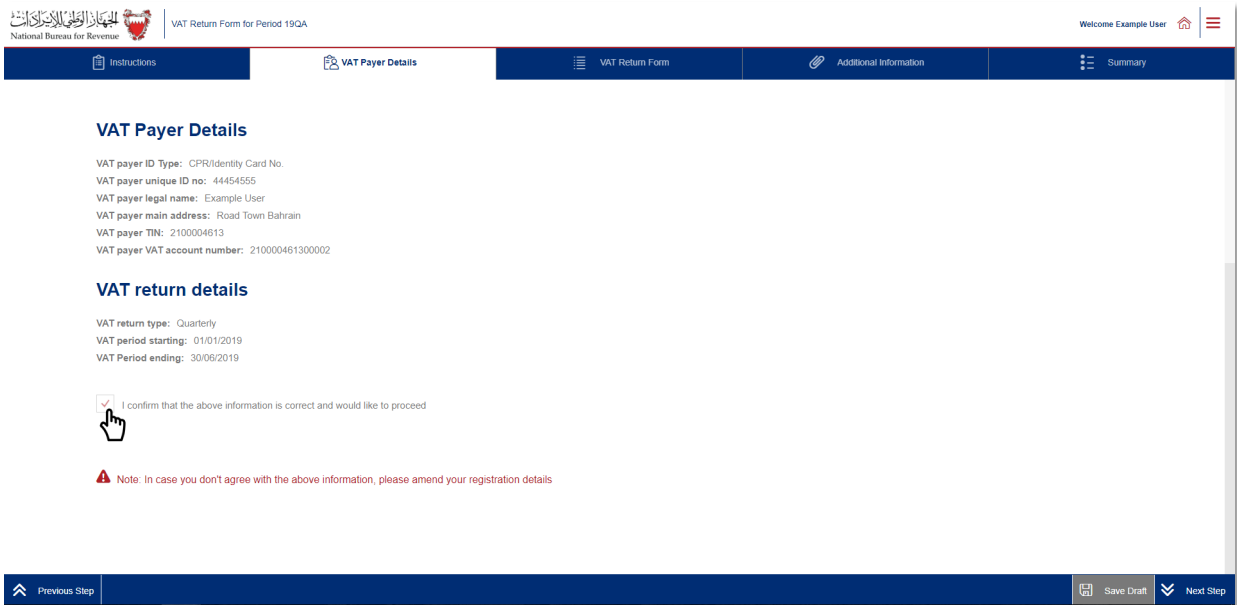 الجهاز الوطني للإيرادات
National Bureau for Revenue
VAT Return Form for Period 19QA
Welcome Example User
Instructions
VAT Payer Details
VAT Return Form
Additional Information
Summary
VAT Payer Details
VAT payer ID Type: CPR/Identity Card No.
VAT payer unique ID no: 44454555
VAT payer legal name: Example User
VAT payer main address: Road Town Bahrain
VAT payer TIN: 2100004613
VAT payer VAT account number: 210000461300002
VAT return details
VAT return type: Quarterly
VAT period starting: 01/01/2019
VAT Period ending: 30/06/2019
I confirm that the above information is correct and would like to proceed
Note: In case you don't agree with the above information, please amend your registration details
Previous Step
Save Draft
Next Step